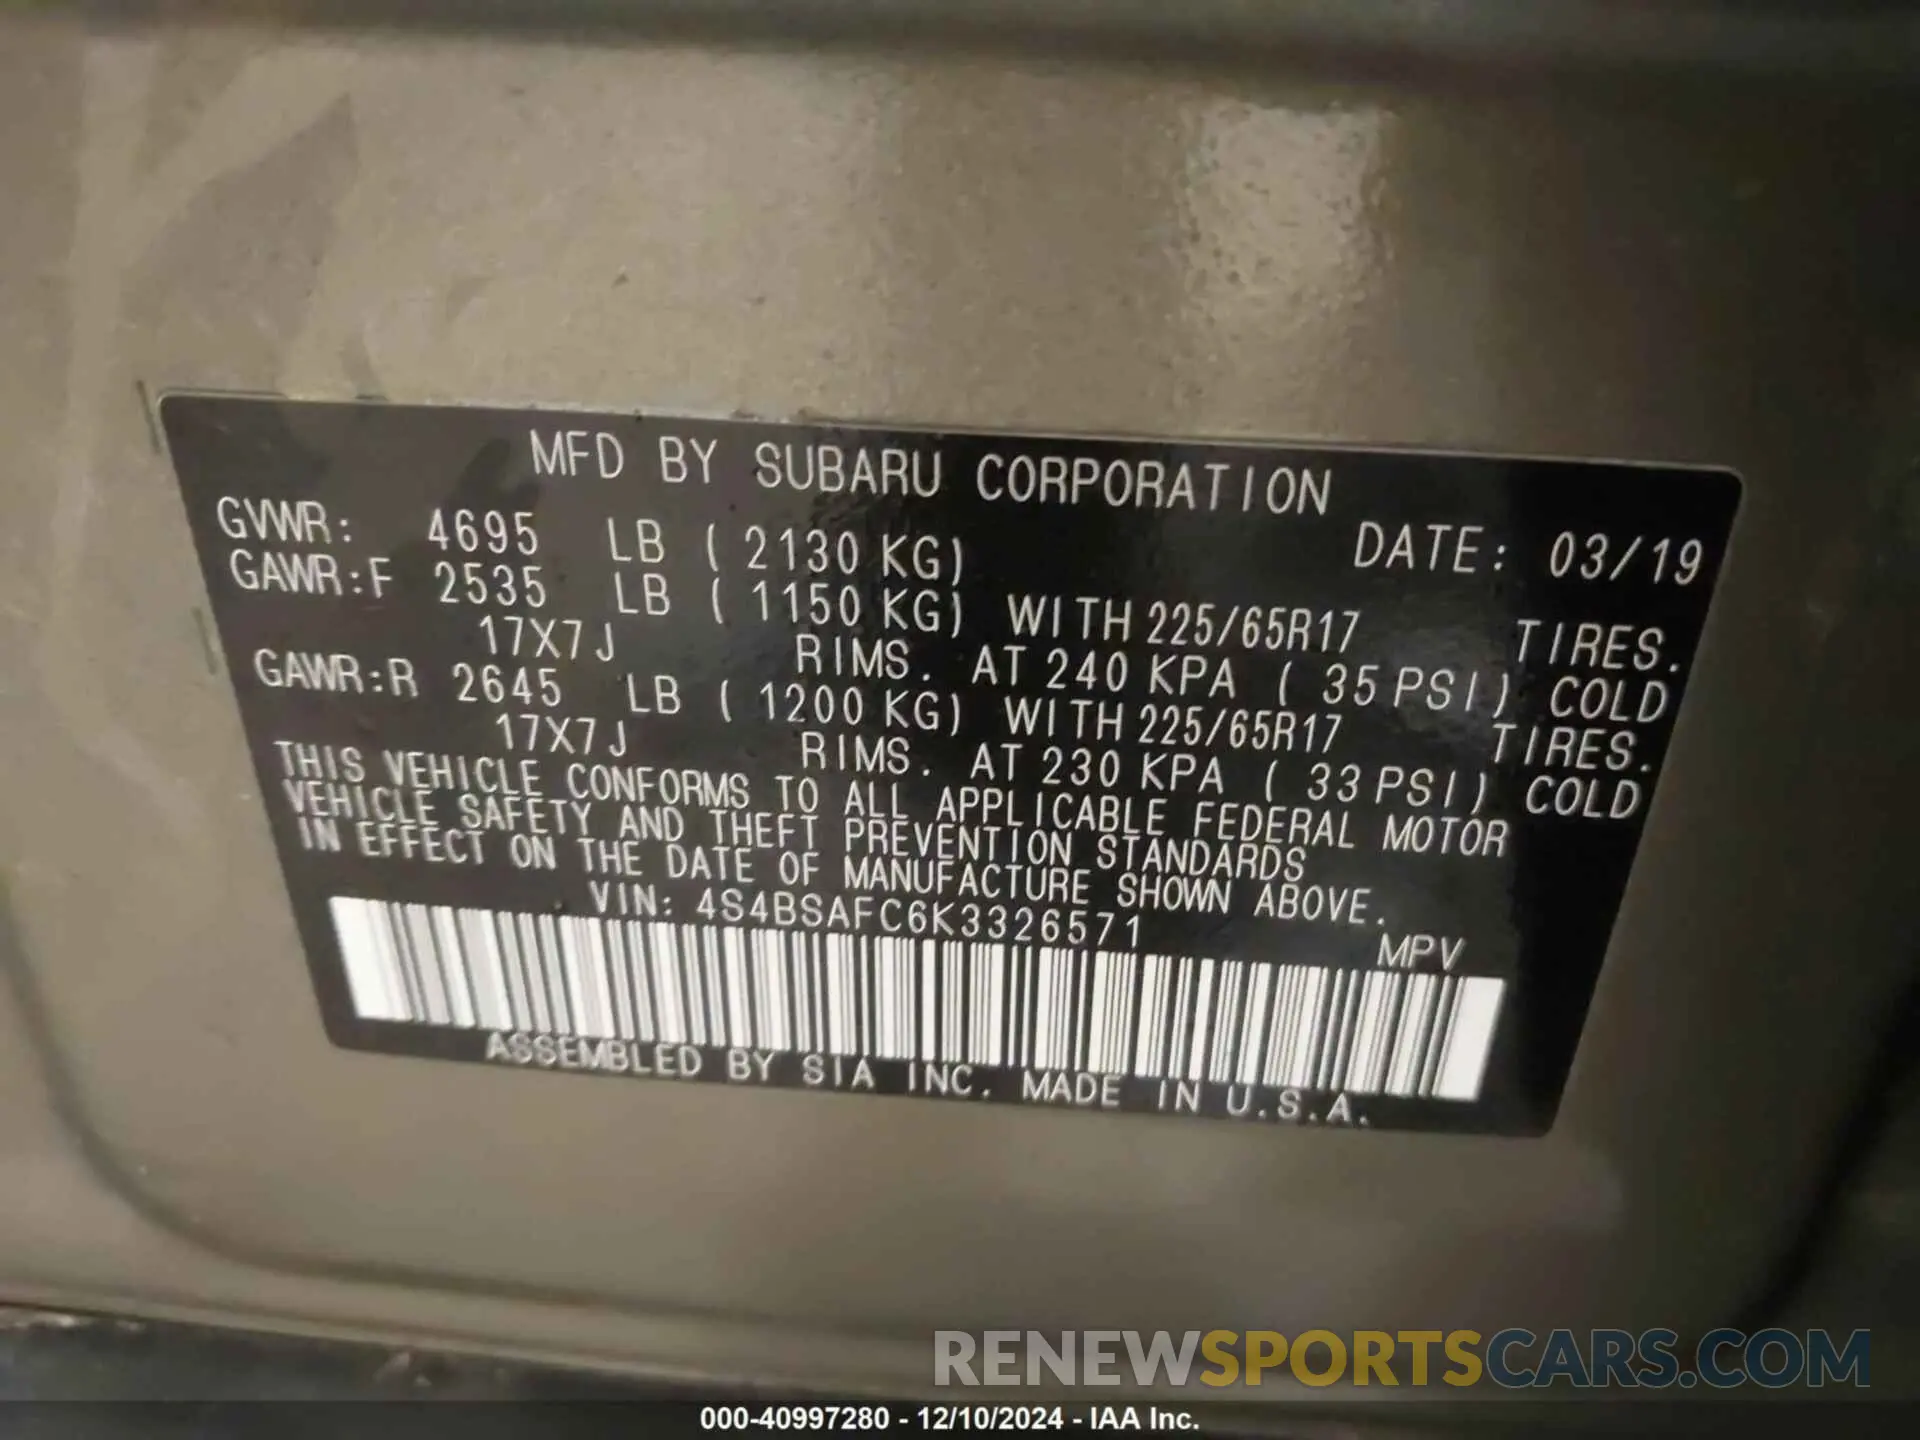 MFD BY SUBARU CORPORATION
GVWR: 4695 LB ( 2130 KG) DATE: 03/19
GAWR:F 2535 LB ( 1150 KG) WITH 225/65R17 TIRES.
17X7J RIMS. AT 240 KPA ( 35 PSI) COLD
GAWR:R 2645 LB ( 1200 KG) WITH 225/65R17 TIRES.
17X7J RIMS. AT 230 KPA ( 33 PSI) COLD
THIS VEHICLE CONFORMS TO ALL APPLICABLE FEDERAL MOTOR
VEHICLE SAFETY AND THEFT PREVENTION STANDARDS
IN EFFECT ON THE DATE OF MANUFACTURE SHOWN ABOVE.
VIN: 4S4BSAFC6K3326571 MPV
ASSEMBLED BY SIA INC. MADE IN U.S.A.
RENEWSPORTSCARS.COM
000-40997280 - 12/10/2024 - IAA Inc.